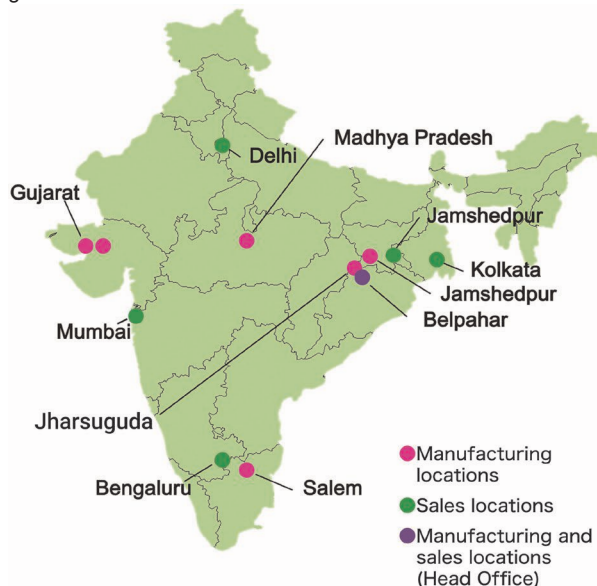 Delhi
Madhya Pradesh
Gujarat
Jamshedpur
Kolkata
Jamshedpur
Mumbai
Belpahar
Jharsuguda
Bengaluru
Salem
Manufacturing
locations
Sales locations
Manufacturing and
sales locations
(Head Office)